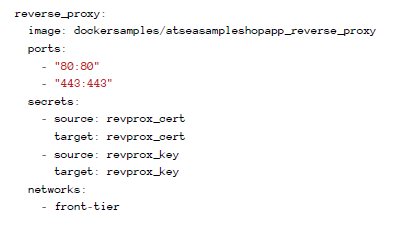 reverse_proxy:
  image: dockersamples/atseasampleshopapp_reverse_proxy
  ports:
    - "80:80"
    - "443:443"
  secrets:
    - source: revprox_cert
      target: revprox_cert
    - source: revprox_key
      target: revprox_key
  networks:
    - front-tier